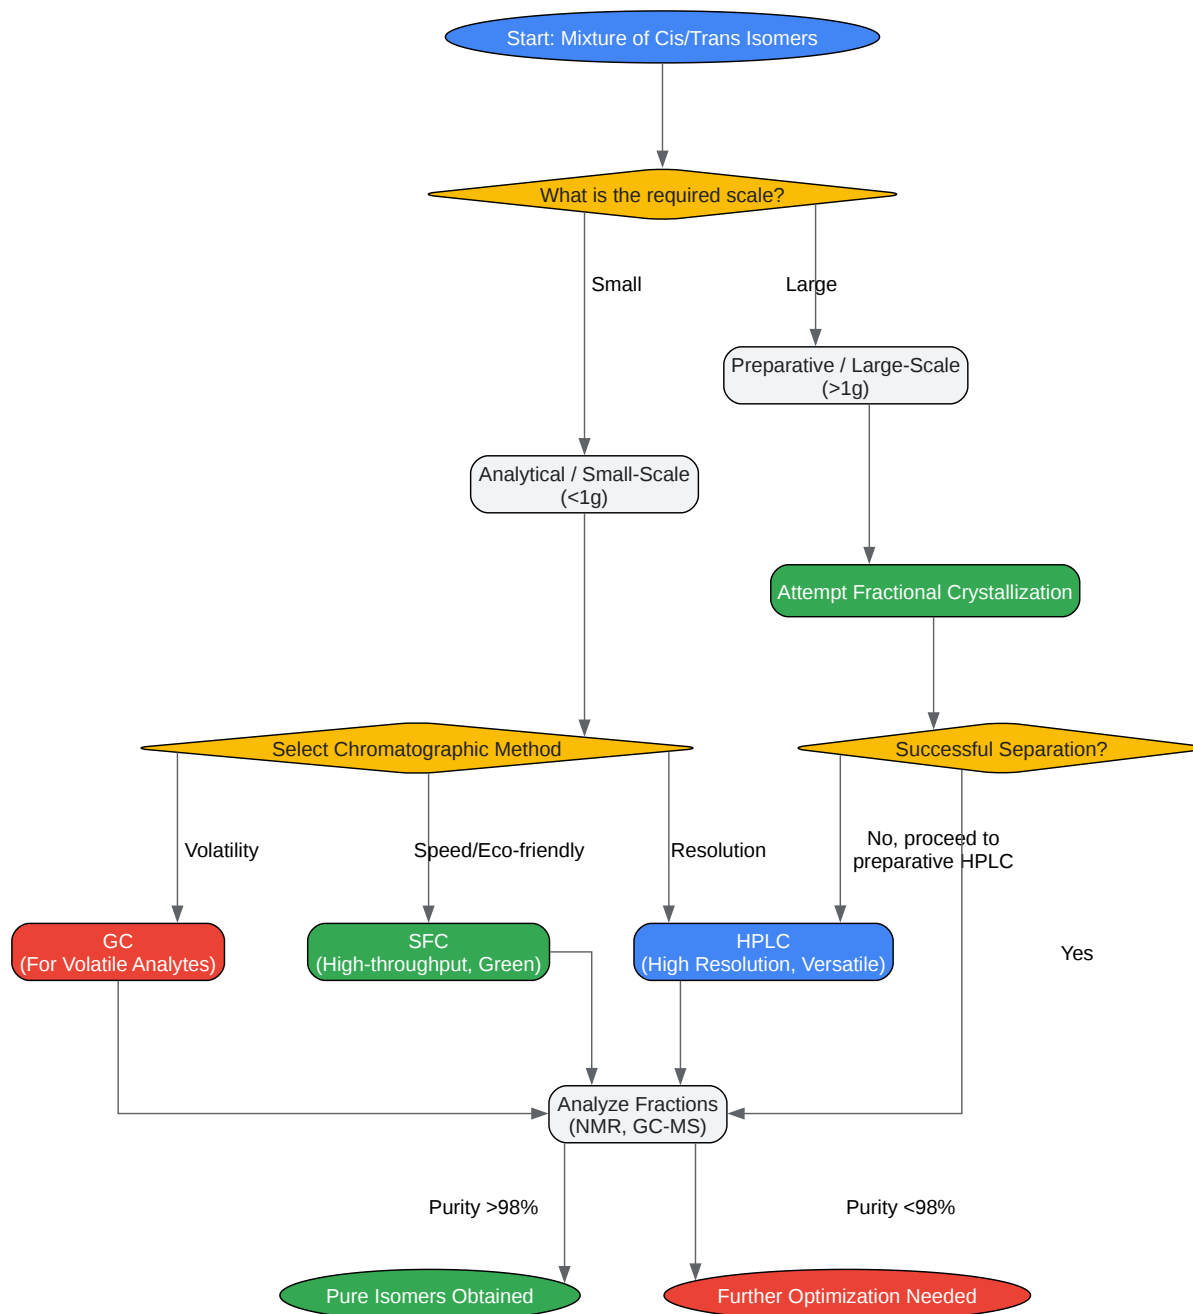 Start: Mixture of Cis/Trans Isomers
What is the required scale?
Small
Large
Preparative / Large-Scale
(>1g)
Analytical / Small-Scale
(<1g)
Attempt Fractional Crystallization
Select Chromatographic Method
Successful Separation?
Volatility
Speed/Eco-friendly
Resolution
No, proceed to
preparative HPLC
GC
(For Volatile Analytes)
SFC
(High-throughput, Green)
HPLC
(High Resolution, Versatile)
Yes
Analyze Fractions
(NMR, GC-MS)
Purity >98%
Purity <98%
Pure Isomers Obtained
Further Optimization Needed